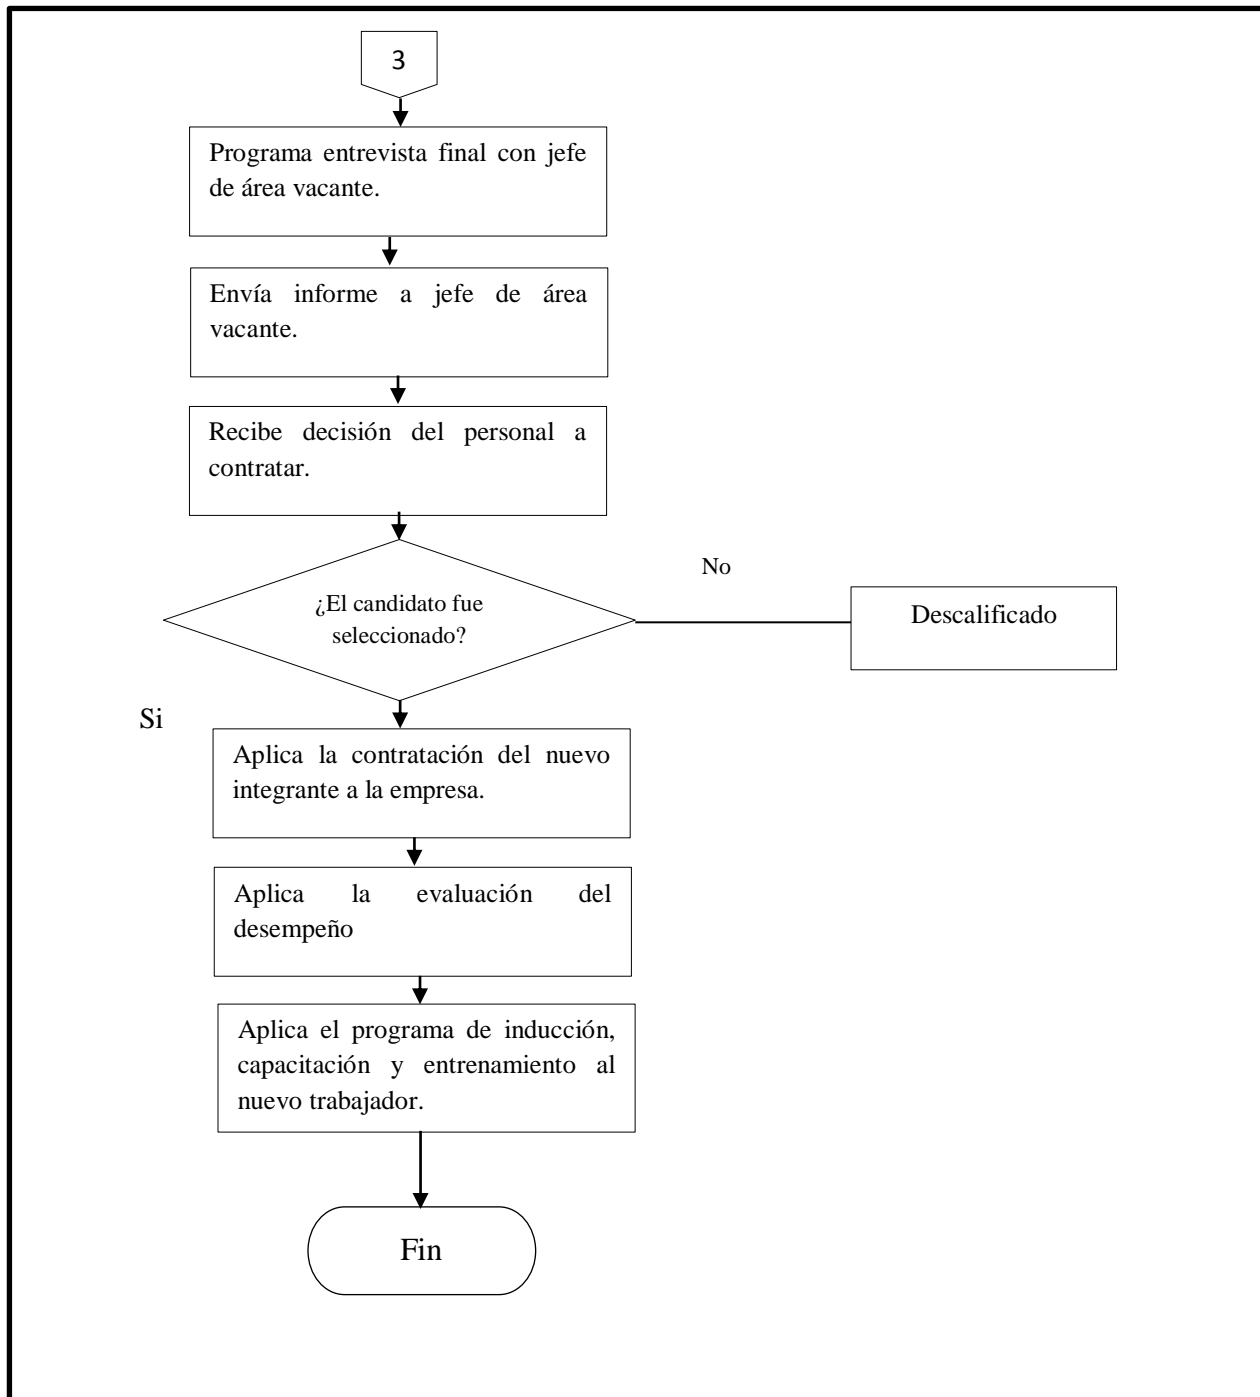 3
Programa entrevista final con jefe
de área vacante.
Envía informe a jefe de área
vacante.
Recibe decisión del personal a
contratar.
¿El candidato fue
seleccionado?
No
Descalificado
Si
Aplica la contratación del nuevo
integrante a la empresa.
Aplica la evaluación del
desempeño
Aplica el programa de inducción,
capacitación y entrenamiento al
nuevo trabajador.
Fin